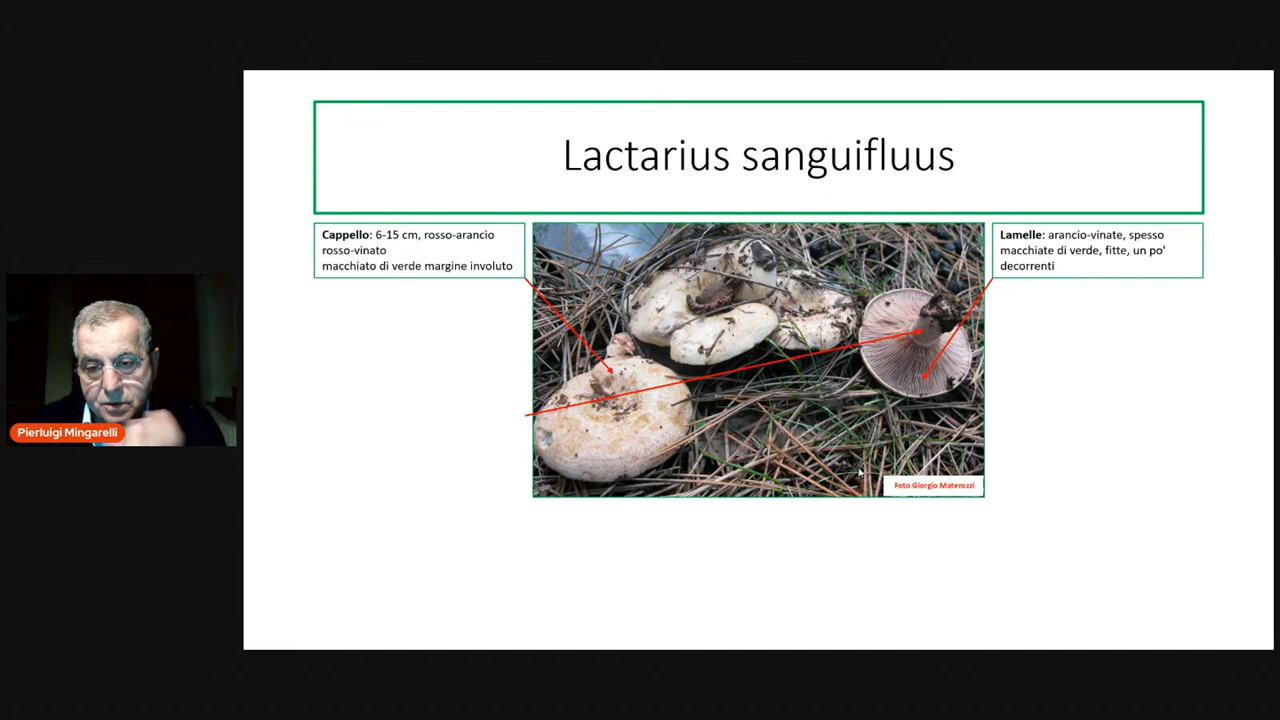 Lactarius sanguifluus
Cappello: 6-15 cm, rosso-arancio
rosso-vinato
macchiato di verde margine involuto
Lamelle: arancio-vinate, spesso
macchiate di verde, fitte, un po'
decorrenti
Pierluigi Mingarelli
Foto Giorgio Materozzi